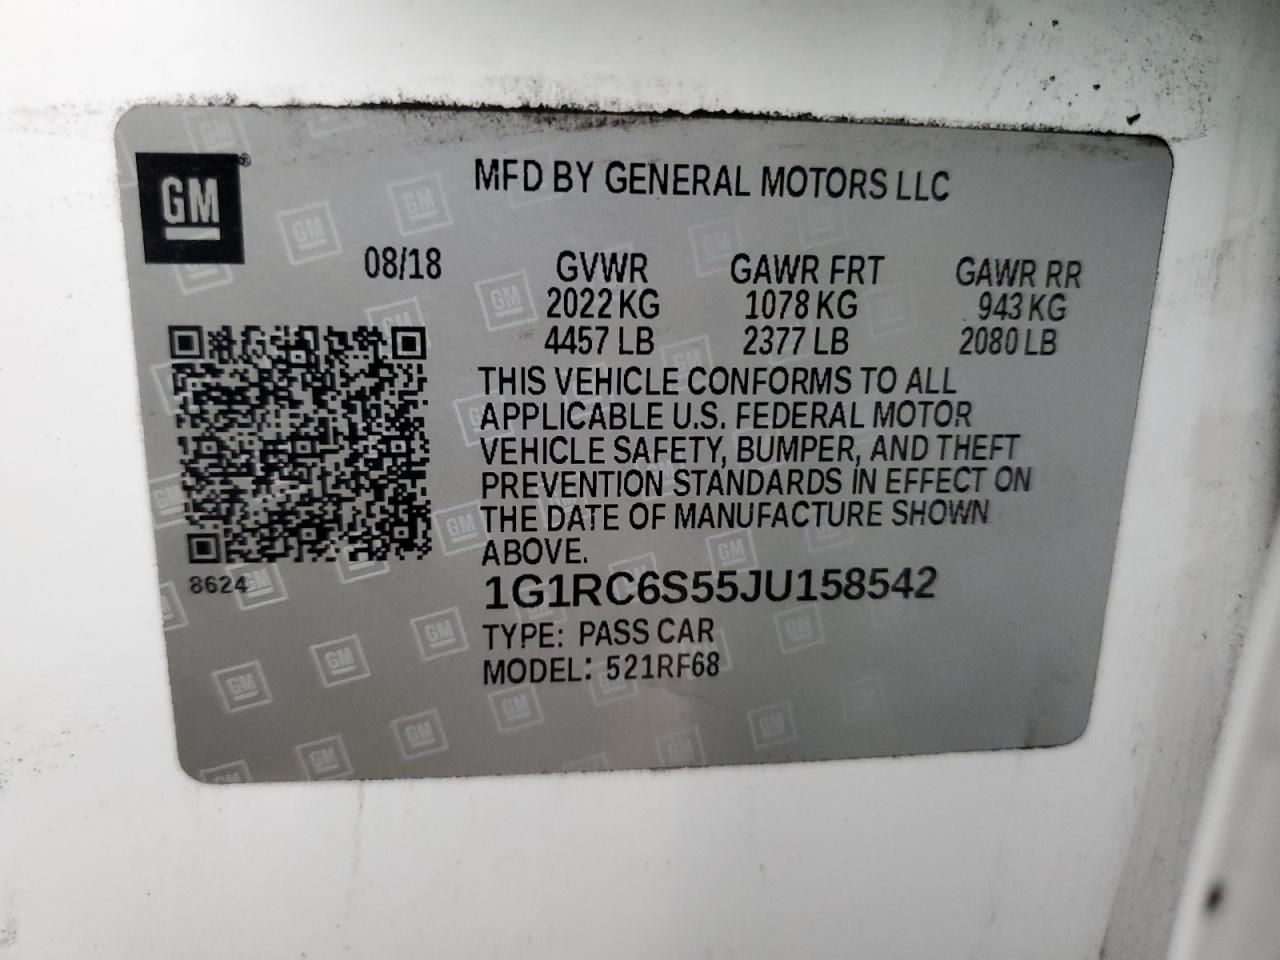 GM
MFD BY GENERAL MOTORS LLC
08/18
GVWR GAWR FRT GAWR RR
2022 KG 1078 KG 943 KG
4457 LB 2377 LB 2080 LB
THIS VEHICLE CONFORMS TO ALL
APPLICABLE U.S. FEDERAL MOTOR
VEHICLE SAFETY, BUMPER, AND THEFT
PREVENTION STANDARDS IN EFFECT ON
THE DATE OF MANUFACTURE SHOWN
ABOVE.
8624
1G1RC6S55JU158542
TYPE: PASS CAR
MODEL: 521RF68